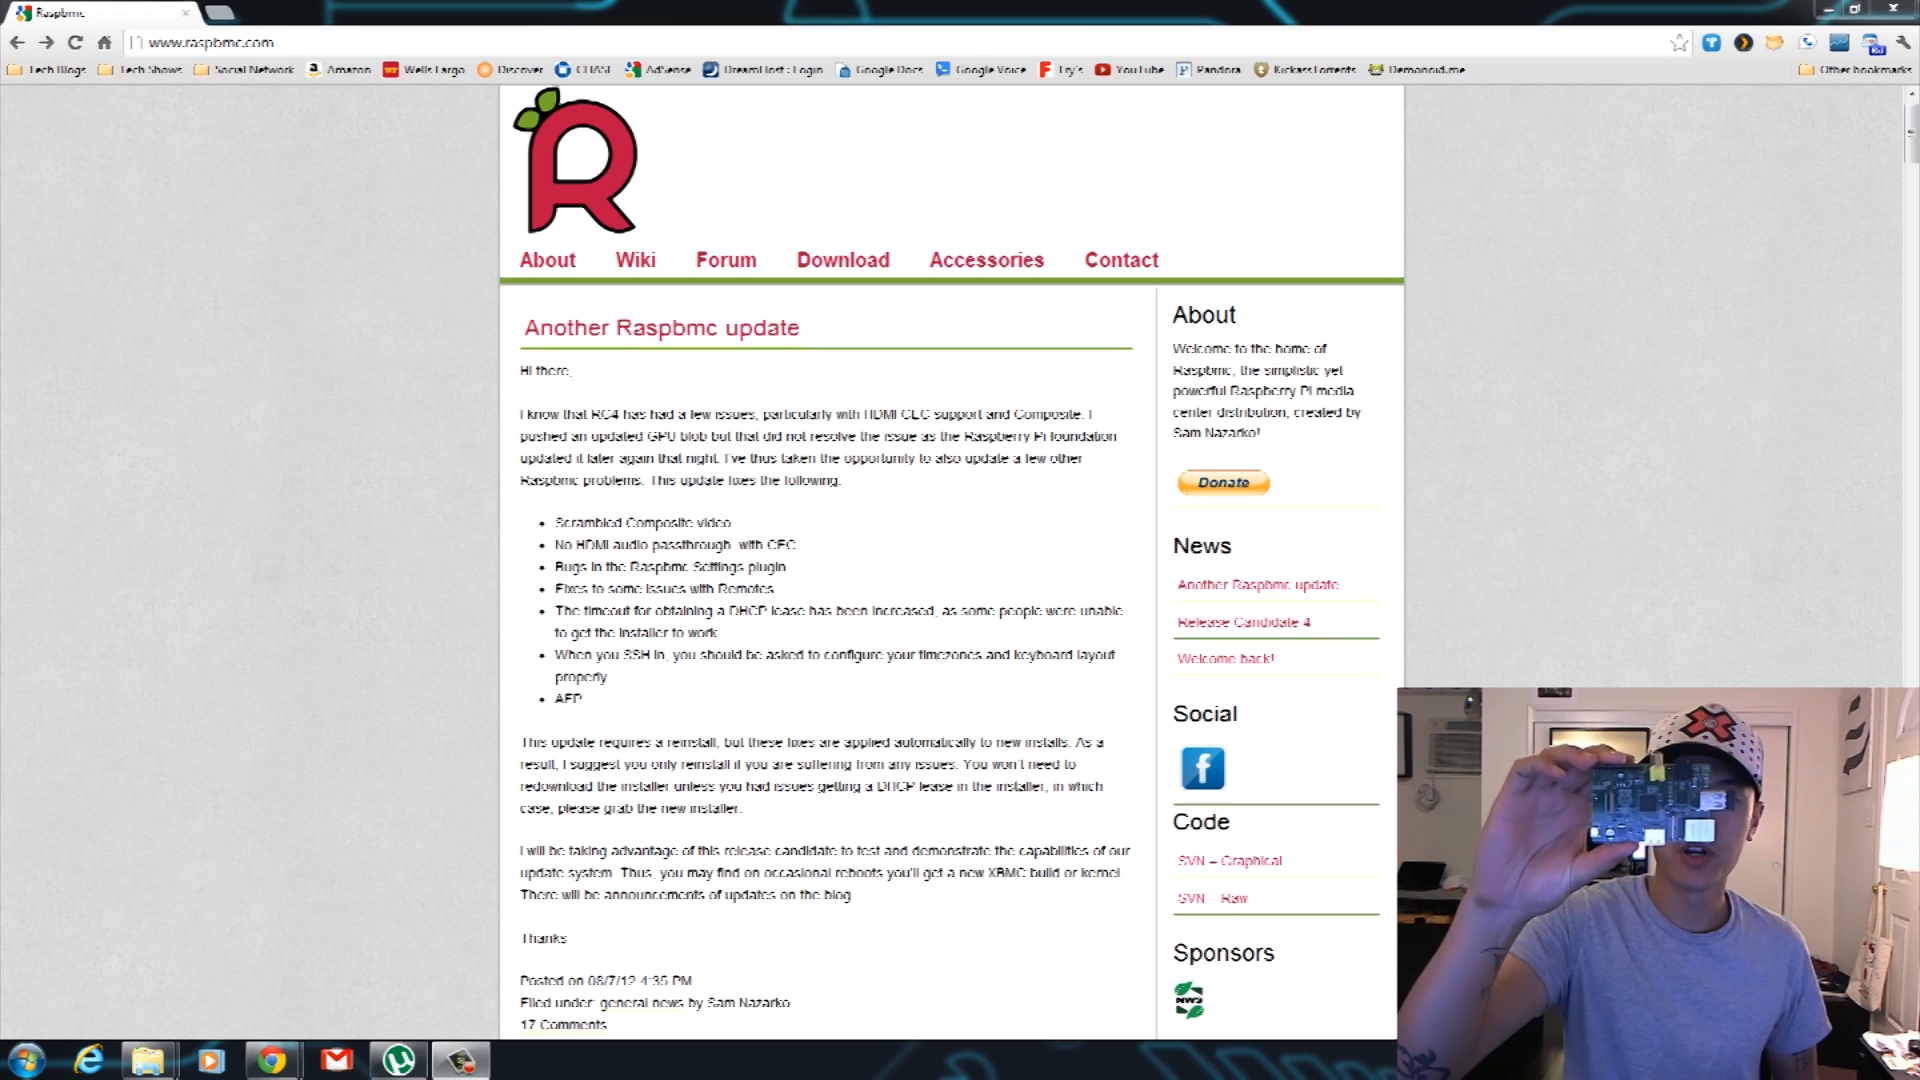 Raspbmc
www.raspbmc.com
Tech Blogs Tech Shows Social Network Amazon Wells Fargo Discover CHASE AdSense DreamHost : Login Google Docs Google Voice Fry's YouTube Pandora KickassTorrents Demanoid.me Other bookmarks
R
About Wiki Forum Download Accessories Contact
Another Raspbmc update
Hi there,
I know that RC4 has had a few issues, particularly with HDMI CEC support and Composite. I
pushed an updated GPU blob but that did not resolve the issue as the Raspberry Pi foundation
updated it later again that night. I've thus taken the opportunity to also update a few other
Raspbmc problems. This update fixes the following:
• Scrambled Composite video
• No HDMI audio passthrough with CEC
• Bugs in the Raspbmc Settings plugin
• Fixes to some issues with Remotes
• The timeout for obtaining a DHCP lease has been increased, as some people were unable
to get the installer to work
• When you SSH in, you should be asked to configure your timezones and keyboard layout
properly
• AFP
This update requires a reinstall, but these fixes are applied automatically to new installs. As a
result, I suggest you only reinstall if you are suffering from any issues. You won't need to
redownload the installer unless you had issues getting a DHCP lease in the installer, in which
case, please grab the new installer.
I will be taking advantage of this release candidate to test and demonstrate the capabilities of our
update system. Thus, you may find on occasional reboots you'll get a new XBMC build or kernel
There will be announcements of updates on the blog
Thanks
Posted on 08/7/12 4:35 PM
Filed under: general news by Sam Nazarko
17 Comments
About
Welcome to the home of
Raspbmc, the simplistic yet
powerful Raspberry Pi media
center distribution, created by
Sam Nazarko!
Donate
News
Another Raspbmc update
Release Candidate 4
Welcome back!
Social
Code
SVN – Graphical
SVN – Raw
Sponsors
NW3